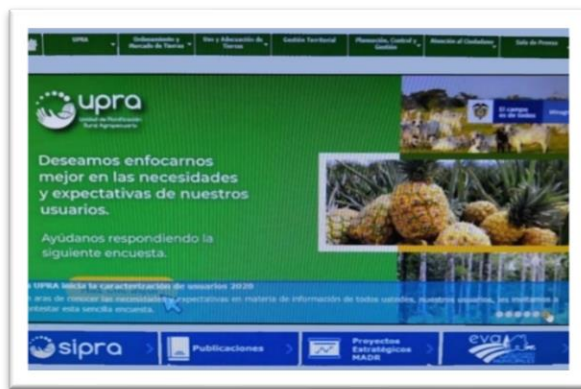 UPRA
Ordenamiento y
Mercado de Tierras
Uso y Adecuación de
Tierras
Gestión Territorial
Planeación, Control y
Gestión
Atención al Ciudadano
Sala de Prensa
upra
Unidad de Planificación
Rural Agropecuaria
El campo
es de todos
Minagricultura
Deseamos enfocarnos
mejor en las necesidades
y expectativas de nuestros
usuarios.
Ayúdanos respondiendo la
siguiente encuesta.
UPRA inicia la caracterización de usuarios 2020
aras de conocer las necesidades y expectativas en materia de información de todos ustedes, nuestros usuarios, les invitamos a
contestar esta sencilla encuesta.
sipra
Publicaciones
Proyectos
Estratégicos
MADR
eva